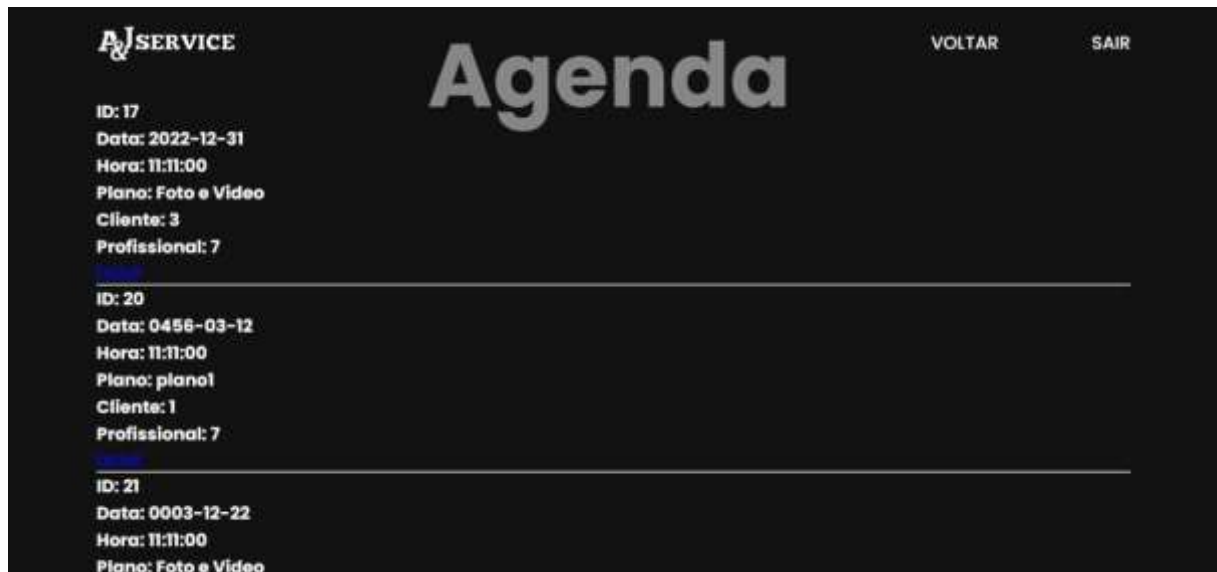 A&J SERVICE
Agenda
VOLTAR
SAIR
ID: 17
Data: 2022-12-31
Hora: 11:11:00
Plano: Foto e Video
Cliente: 3
Profissional: 7
ID: 20
Data: 0456-03-12
Hora: 11:11:00
Plano: plano1
Cliente: 1
Profissional: 7
ID: 21
Data: 0003-12-22
Hora: 11:11:00
Plano: Foto e Video